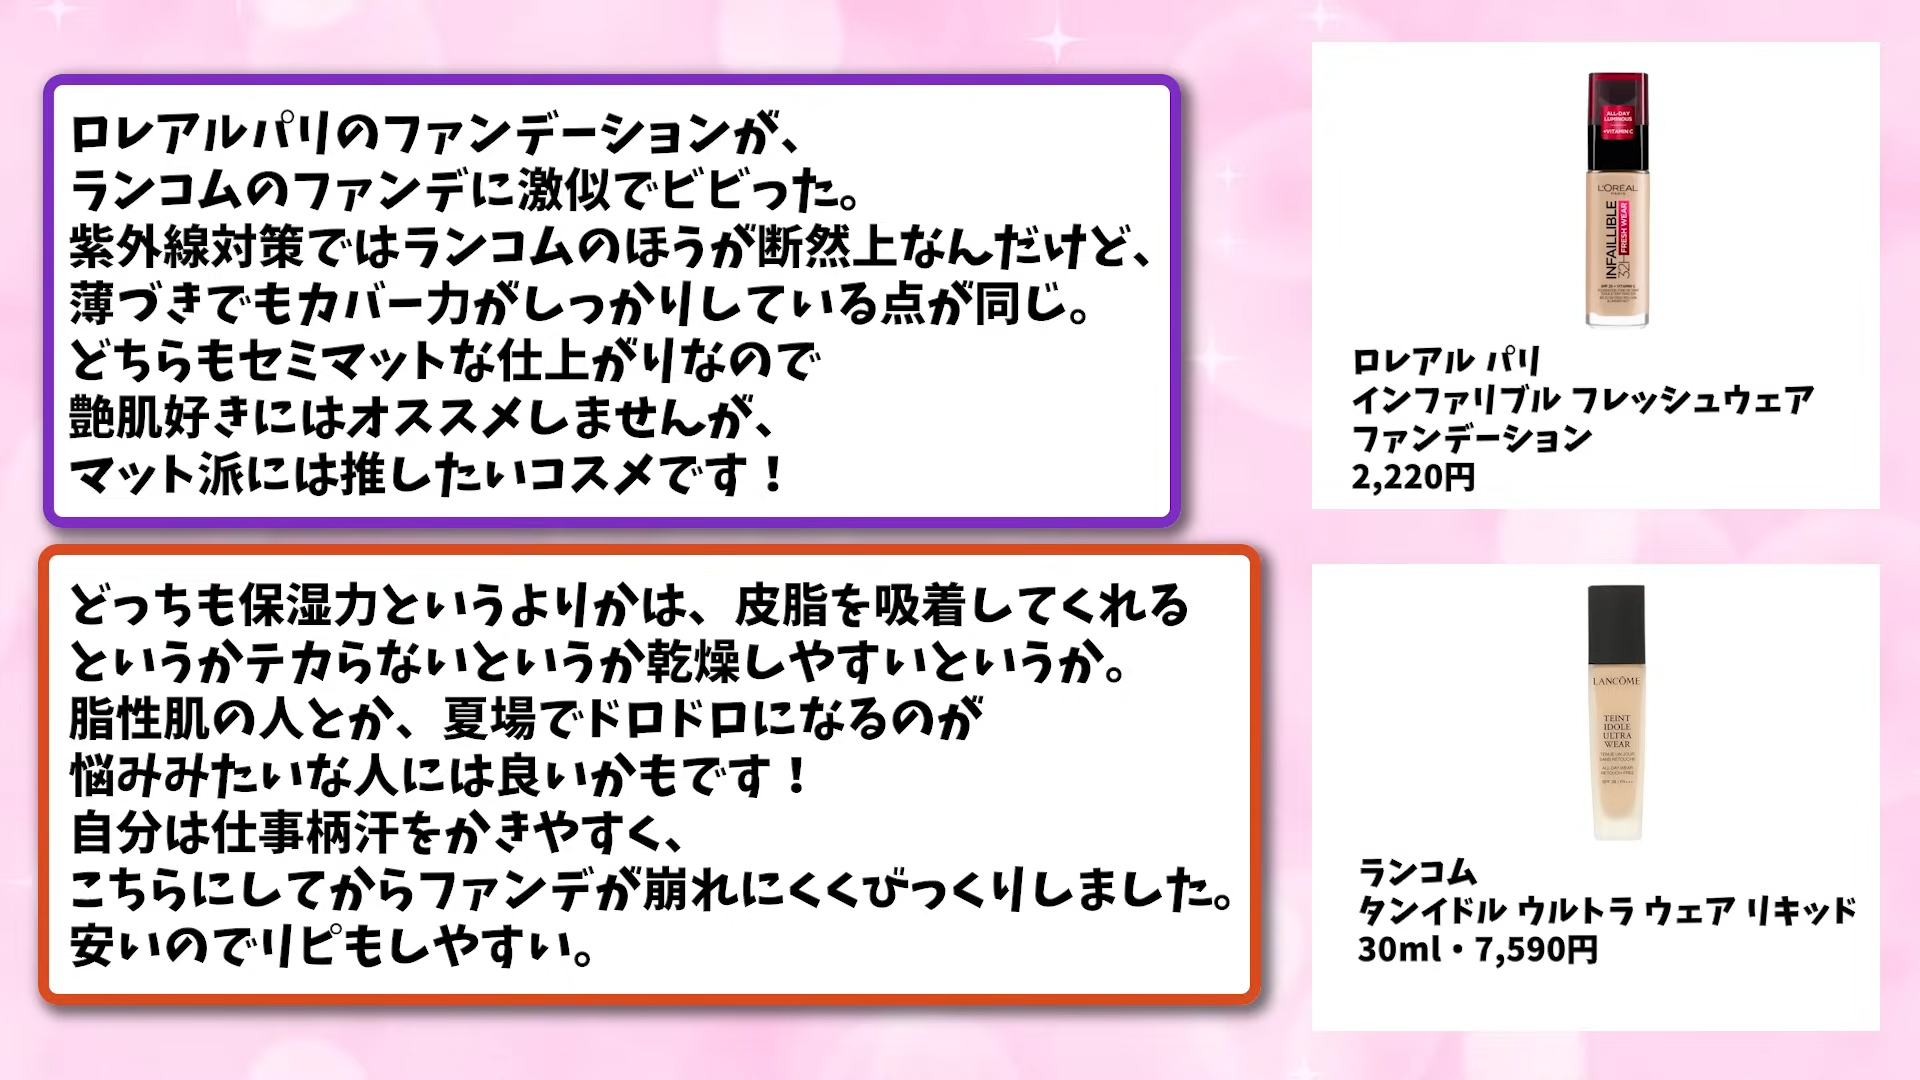 ロレアルパリのファンデーションが、
ランコムのファンデに激似でビビった。
紫外線対策ではランコムのほうが断然上なんだけど、
薄づきでもカバー力がしっかりしている点が同じ。
どちらもセミマットな仕上がりなので
艶肌好きにはオススメしませんが、
マット派には推したいコスメです！
どっちも保湿力というよりかは、皮脂を吸着してくれる
というかテカらないというか乾燥しやすいというか。
脂性肌の人とか、夏場でドロドロになるのが
悩みみたいな人には良いかもです！
自分は仕事柄汗をかきやすく、
こちらにしてからファンデが崩れにくくびっくりしました。
安いのでリピもしやすい。
ALL-DAY
LUMINOUS
+VITAMIN C
L'ORÉAL
PARIS
INFAILLIBLE
32H FRESH WEAR
ロレアル パリ
インファリブル フレッシュウェア
ファンデーション
2,220円
LANCÔME
TEINT
IDOLE
ULTRA
WEAR
ランコム
タンイドル ウルトラ ウェア リキッド
30ml・7,590円